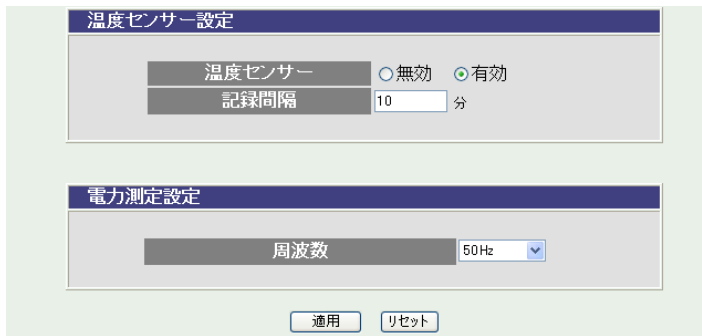 温度センサー設定
温度センサー ○無効 ⦿有効
記録間隔 10 分
電力測定設定
周波数 50Hz
適用 リセット